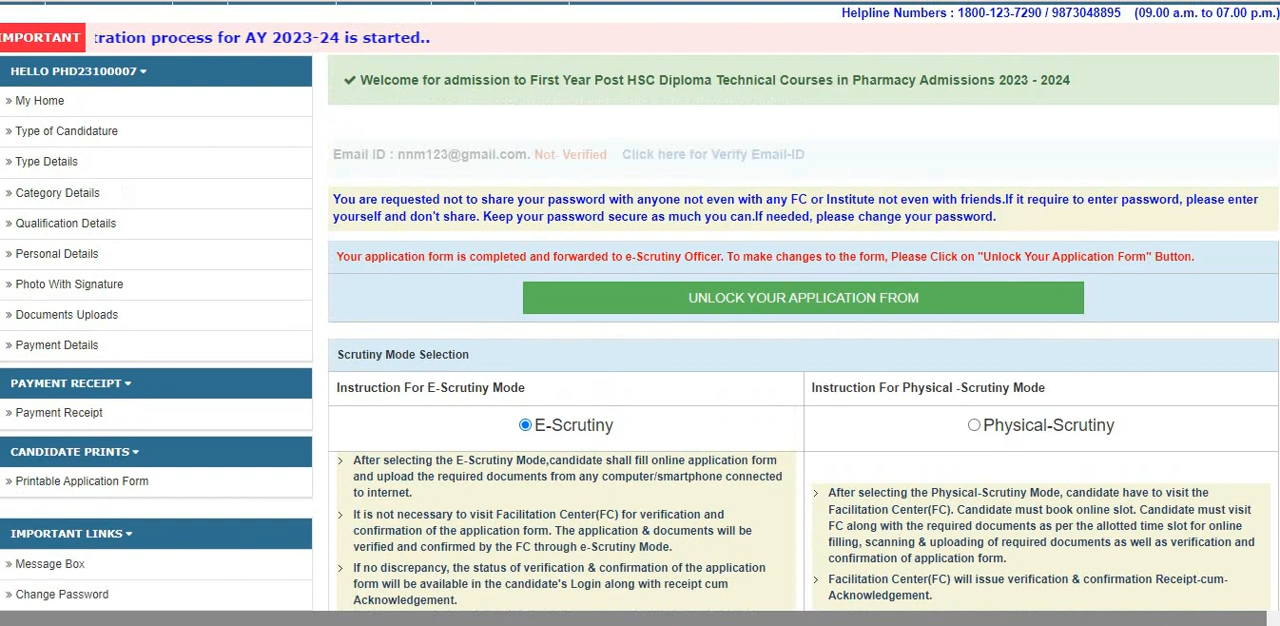 Helpline Numbers : 1800-123-7290 / 9873048895 (09.00 a.m. to 07.00 p.m.)
IMPORTANT tration process for AY 2023-24 is started..
HELLO PHD23100007
» My Home
» Type of Candidature
» Type Details
» Category Details
» Qualification Details
» Personal Details
» Photo With Signature
» Documents Uploads
» Payment Details
PAYMENT RECEIPT
» Payment Receipt
CANDIDATE PRINTS
» Printable Application Form
IMPORTANT LINKS
» Message Box
» Change Password
✔ Welcome for admission to First Year Post HSC Diploma Technical Courses in Pharmacy Admissions 2023 - 2024
Email ID : nnm123@gmail.com. Not- Verified Click here for Verify Email-ID
You are requested not to share your password with anyone not even with any FC or Institute not even with friends.If it require to enter password, please enter
yourself and don't share. Keep your password secure as much you can.If needed, please change your password.
Your application form is completed and forwarded to e-Scrutiny Officer. To make changes to the form, Please Click on "Unlock Your Application Form" Button.
UNLOCK YOUR APPLICATION FROM
Scrutiny Mode Selection
Instruction For E-Scrutiny Mode
E-Scrutiny
After selecting the E-Scrutiny Mode,candidate shall fill online application form
and upload the required documents from any computer/smartphone connected
to internet.
It is not necessary to visit Facilitation Center(FC) for verification and
confirmation of the application form. The application & documents will be
verified and confirmed by the FC through e-Scrutiny Mode.
If no discrepancy, the status of verification & confirmation of the application
form will be available in the candidate's Login along with receipt cum
Acknowledgement.
Instruction For Physical -Scrutiny Mode
Physical-Scrutiny
After selecting the Physical-Scrutiny Mode, candidate have to visit the
Facilitation Center(FC). Candidate must book online slot. Candidate must visit
FC along with the required documents as per the allotted time slot for online
filling, scanning & uploading of required documents as well as verification and
confirmation of application form.
Facilitation Center(FC) will issue verification & confirmation Receipt-cum-
Acknowledgement.